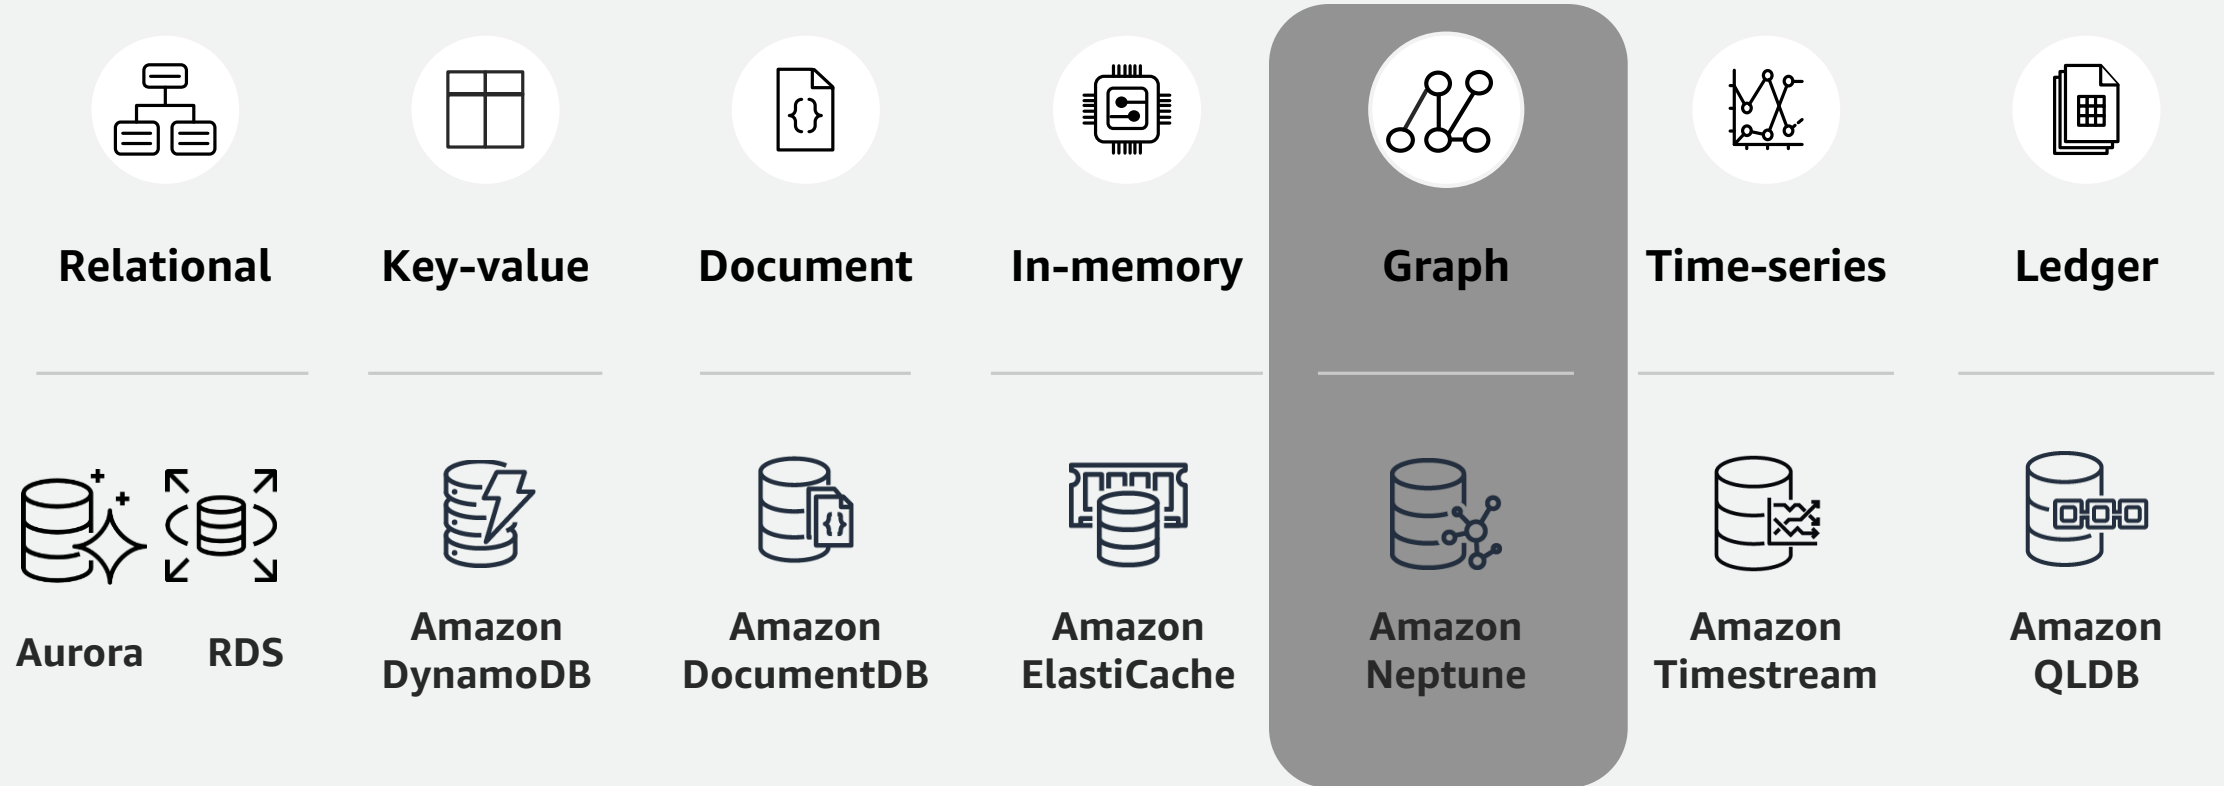 Relational
Key-value
Document
In-memory
Graph
Time-series
Ledger
Aurora
RDS
Amazon
DynamoDB
Amazon
DocumentDB
Amazon
ElastiCache
Amazon
Neptune
Amazon
Timestream
Amazon
QLDB